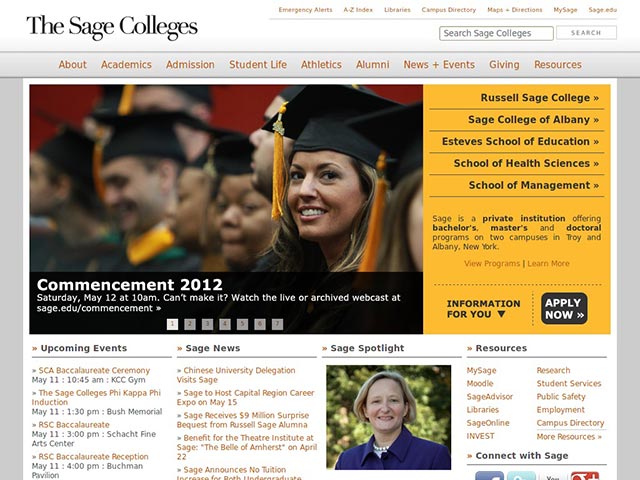 The Sage Colleges
Emergency Alerts A-Z Index Libraries Campus Directory Maps + Directions MySage Sage.edu
Search Sage Colleges SEARCH
About Academics Admission Student Life Athletics Alumni News + Events Giving Resources
Russell Sage College »
Sage College of Albany »
Esteves School of Education »
School of Health Sciences »
School of Management »
Sage is a private institution offering
bachelor's, master's and doctoral
programs on two campuses in Troy and
Albany, New York.
View Programs | Learn More
INFORMATION
FOR YOU ▼
APPLY
NOW »
Commencement 2012
Saturday, May 12 at 10am. Can't make it? Watch the live or archived webcast at
sage.edu/commencement »
1 2 3 4 5 6 7
» Upcoming Events
» SCA Baccalaureate Ceremony
May 11 : 10:45 am : KCC Gym
» The Sage Colleges Phi Kappa Phi
Induction
May 11 : 1:30 pm : Bush Memorial
» RSC Baccalaureate
May 11 : 3:00 pm : Schacht Fine
Arts Center
» RSC Baccalaureate Reception
May 11 : 4:00 pm : Buchman
Pavilion
» Sage News
» Chinese University Delegation
Visits Sage
» Sage to Host Capital Region Career
Expo on May 15
» Sage Receives $9 Million Surprise
Bequest from Russell Sage Alumna
» Benefit for the Theatre Institute at
Sage: "The Belle of Amherst" on April
22
» Sage Announces No Tuition
Increase for Both Undergraduate
» Sage Spotlight
» Resources
MySage Research
Moodle Student Services
SageAdvisor Public Safety
Libraries Employment
SageOnline Campus Directory
INVEST More Resources »
» Connect with Sage
You